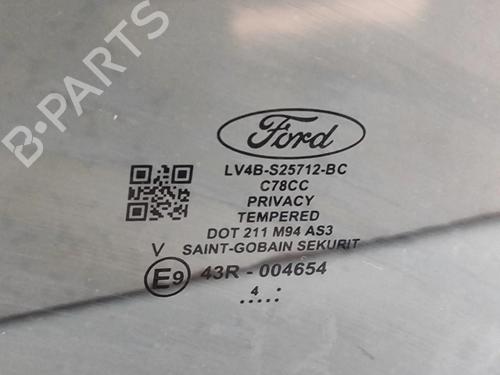 B-PARTS
Ford
LV4B-S25712-BC
C78CC
PRIVACY
TEMPERED
DOT 211 M94 AS3
V SAINT-GOBAIN SEKURIT
E9 43R - 004654
4 ....: